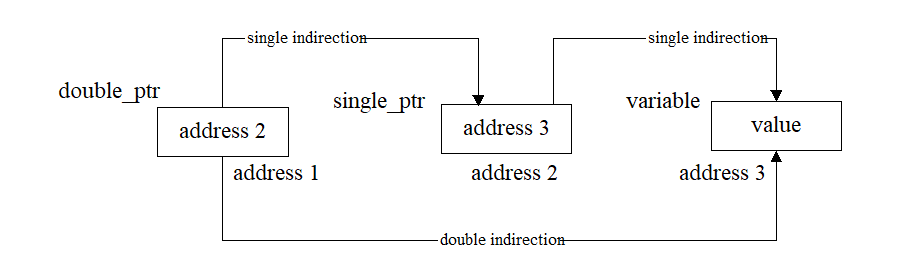 single indirection
single indirection
double_ptr
single_ptr
variable
address 2
address 3
value
address 1
address 2
address 3
double indirection